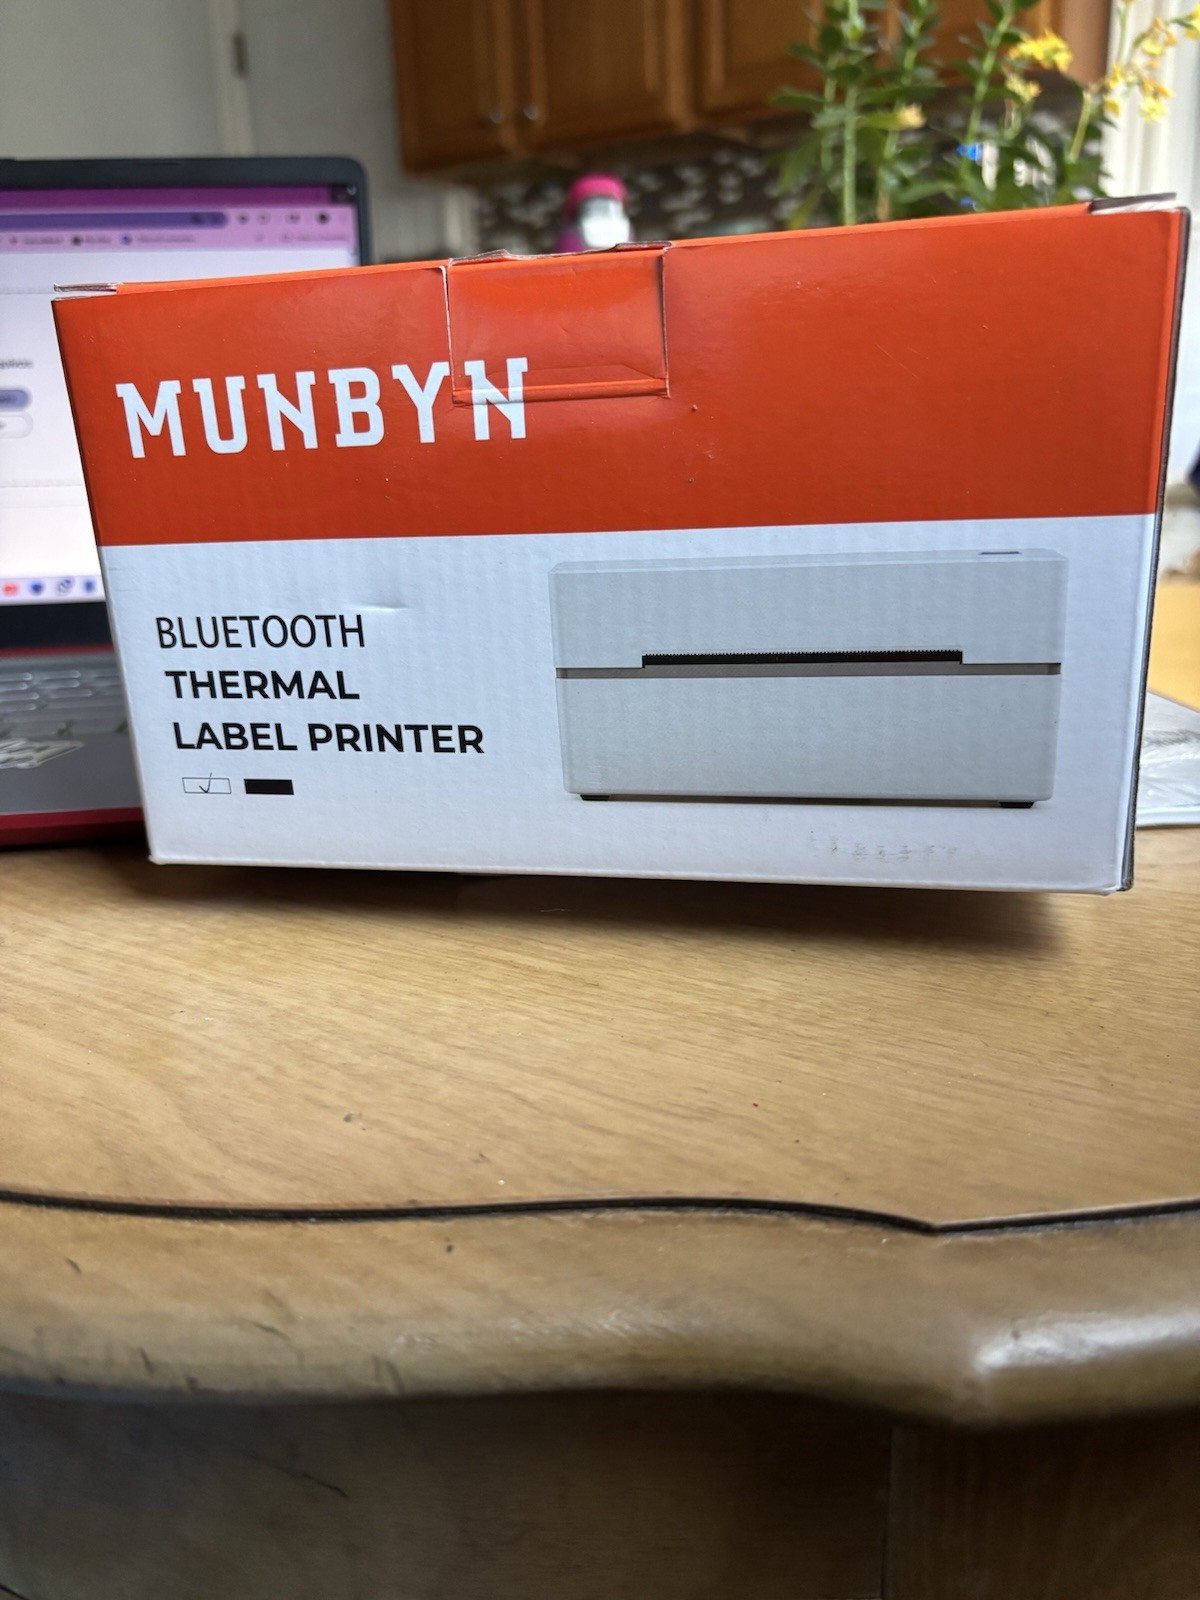 MUNBYN
BLUETOOTH
THERMAL
LABEL PRINTER